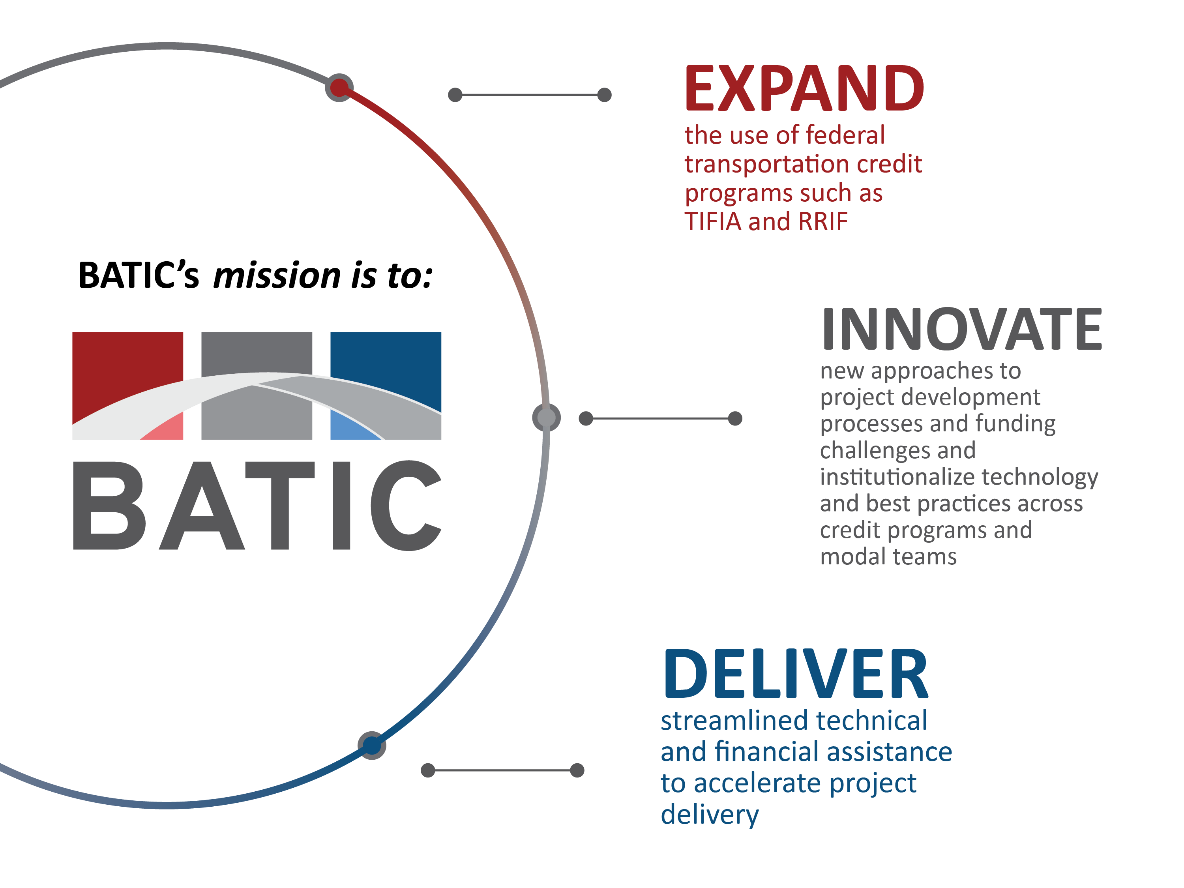 BATIC’s mission is to:
BATIC
EXPAND
the use of federal
transportation credit
programs such as
TIFIA and RRIF
INNOVATE
new approaches to
project development
processes and funding
challenges and
institutionalize technology
and best practices across
credit programs and
modal teams
DELIVER
streamlined technical
and financial assistance
to accelerate project
delivery